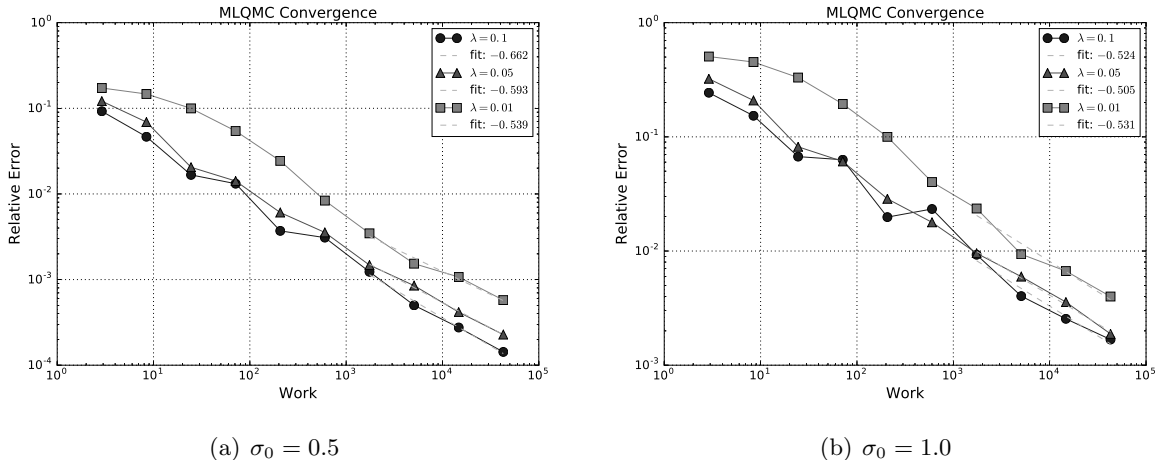 MLQMC Convergence
10^0
10^-1
10^-2
10^-3
10^-4
Relative Error
10^0 10^1 10^2 10^3 10^4 10^5
Work
λ = 0.1
fit: −0.662
λ = 0.05
fit: −0.593
λ = 0.01
fit: −0.539
(a) σ₀ = 0.5
MLQMC Convergence
10^0
10^-1
10^-2
10^-3
Relative Error
10^0 10^1 10^2 10^3 10^4 10^5
Work
λ = 0.1
fit: −0.524
λ = 0.05
fit: −0.505
λ = 0.01
fit: −0.531
(b) σ₀ = 1.0